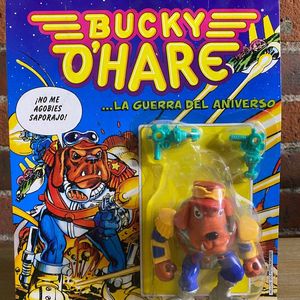 BUCKY
O'HARE
...LA GUERRA DEL ANIVERSO
¡NO ME
AGOBIES
SAPORAJO!